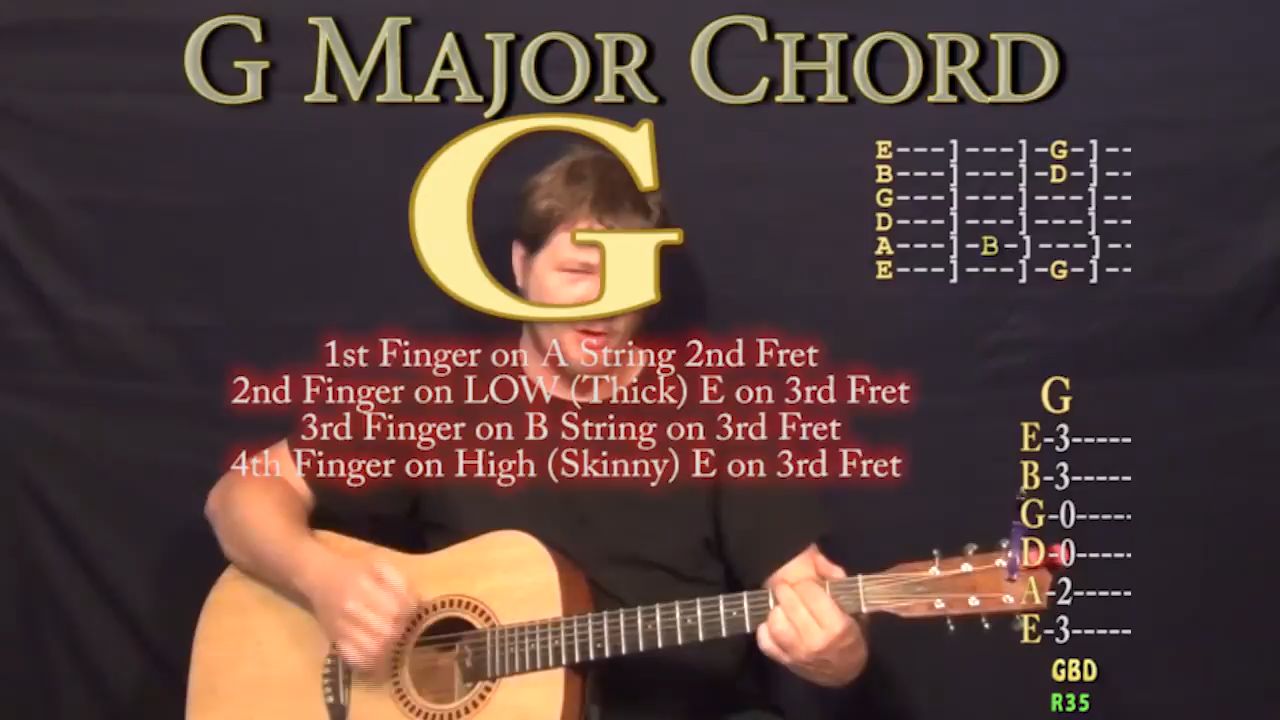 G MAJOR CHORD
G
E---]---]-G-]--
B---]---]-D-]--
G---]---]---]--
D---]---]---]--
A---]-B-]---]--
E---]---]-G-]--
1st Finger on A String 2nd Fret
2nd Finger on LOW (Thick) E on 3rd Fret
3rd Finger on B String on 3rd Fret
4th Finger on High (Skinny) E on 3rd Fret
G
E-3-----
B-3-----
G-0-----
D-0-----
A-2-----
E-3-----
GBD
R35